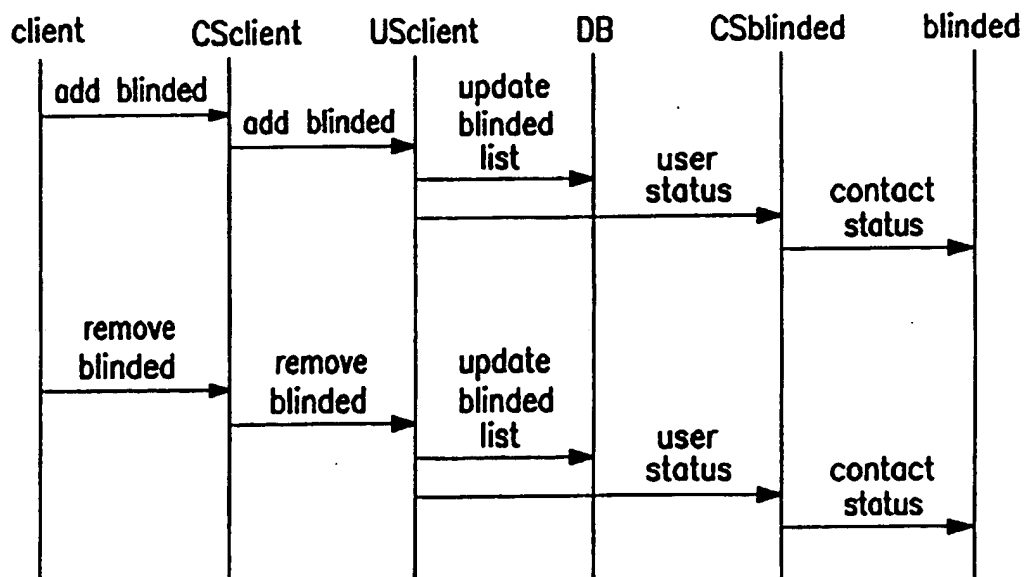 client CSclient USclient DB CSblinded blinded
add blinded
add blinded
update
blinded
list
user
status
contact
status
remove
blinded
remove
blinded
update
blinded
list
user
status
contact
status